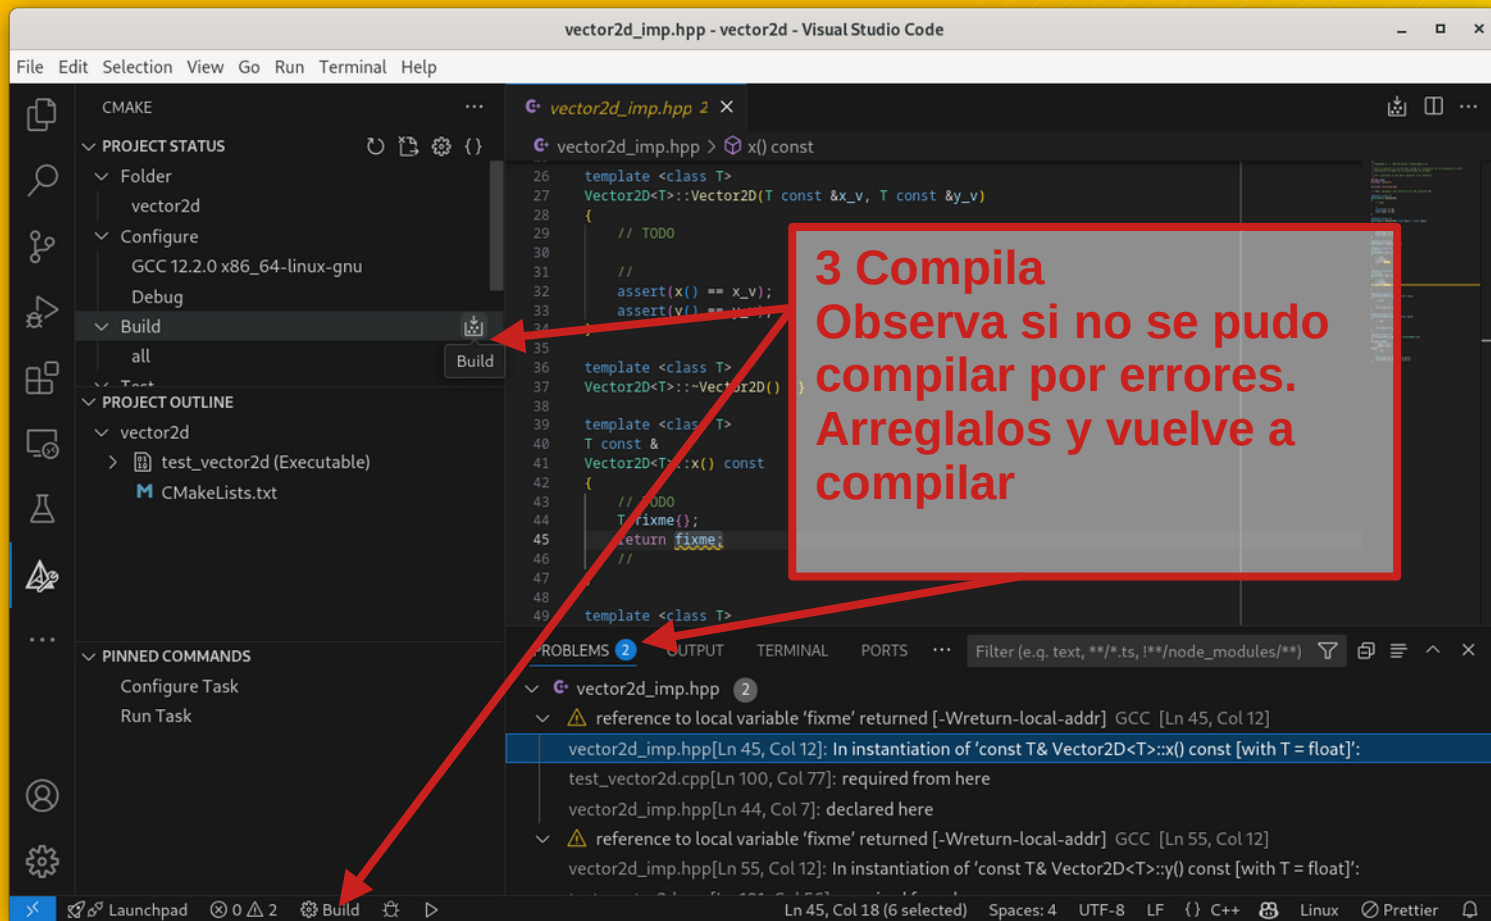 vector2d_imp.hpp - vector2d - Visual Studio Code
File Edit Selection View Go Run Terminal Help
CMAKE
PROJECT STATUS
Folder
vector2d
Configure
GCC 12.2.0 x86_64-linux-gnu
Debug
Build
all
Test
Build
PROJECT OUTLINE
vector2d
test_vector2d (Executable)
CMakeLists.txt
PINNED COMMANDS
Configure Task
Run Task
vector2d_imp.hpp 2
vector2d_imp.hpp > x() const
26 template <class T>
27 Vector2D<T>::Vector2D(T const &x_v, T const &y_v)
28 {
29 // TODO
30
31 //
32 assert(x() == x_v);
33 assert(y() == y_v);
34
35
36 template <class T>
37 Vector2D<T>::~Vector2D() }
38
39 template <class T>
40 T const &
41 Vector2D<T>::x() const
42 {
43 // TODO
44 T fixme{};
45 return fixme;
46 //
47
48
49 template <class T>
3 Compila
Observa si no se pudo
compilar por errores.
Arreglalos y vuelve a
compilar
PROBLEMS 2 OUTPUT TERMINAL PORTS ··· Filter (e.g. text, **/*.ts, !**/node_modules/**)
vector2d_imp.hpp 2
reference to local variable ‘fixme’ returned [-Wreturn-local-addr] GCC [Ln 45, Col 12]
vector2d_imp.hpp[Ln 45, Col 12]: In instantiation of ‘const T& Vector2D<T>::x() const [with T = float]’:
test_vector2d.cpp[Ln 100, Col 77]: required from here
vector2d_imp.hpp[Ln 44, Col 7]: declared here
reference to local variable ‘fixme’ returned [-Wreturn-local-addr] GCC [Ln 55, Col 12]
vector2d_imp.hpp[Ln 55, Col 12]: In instantiation of ‘const T& Vector2D<T>::y() const [with T = float]’:
Launchpad 0 2 Build Ln 45, Col 18 (6 selected) Spaces: 4 UTF-8 LF {} C++ Linux Prettier